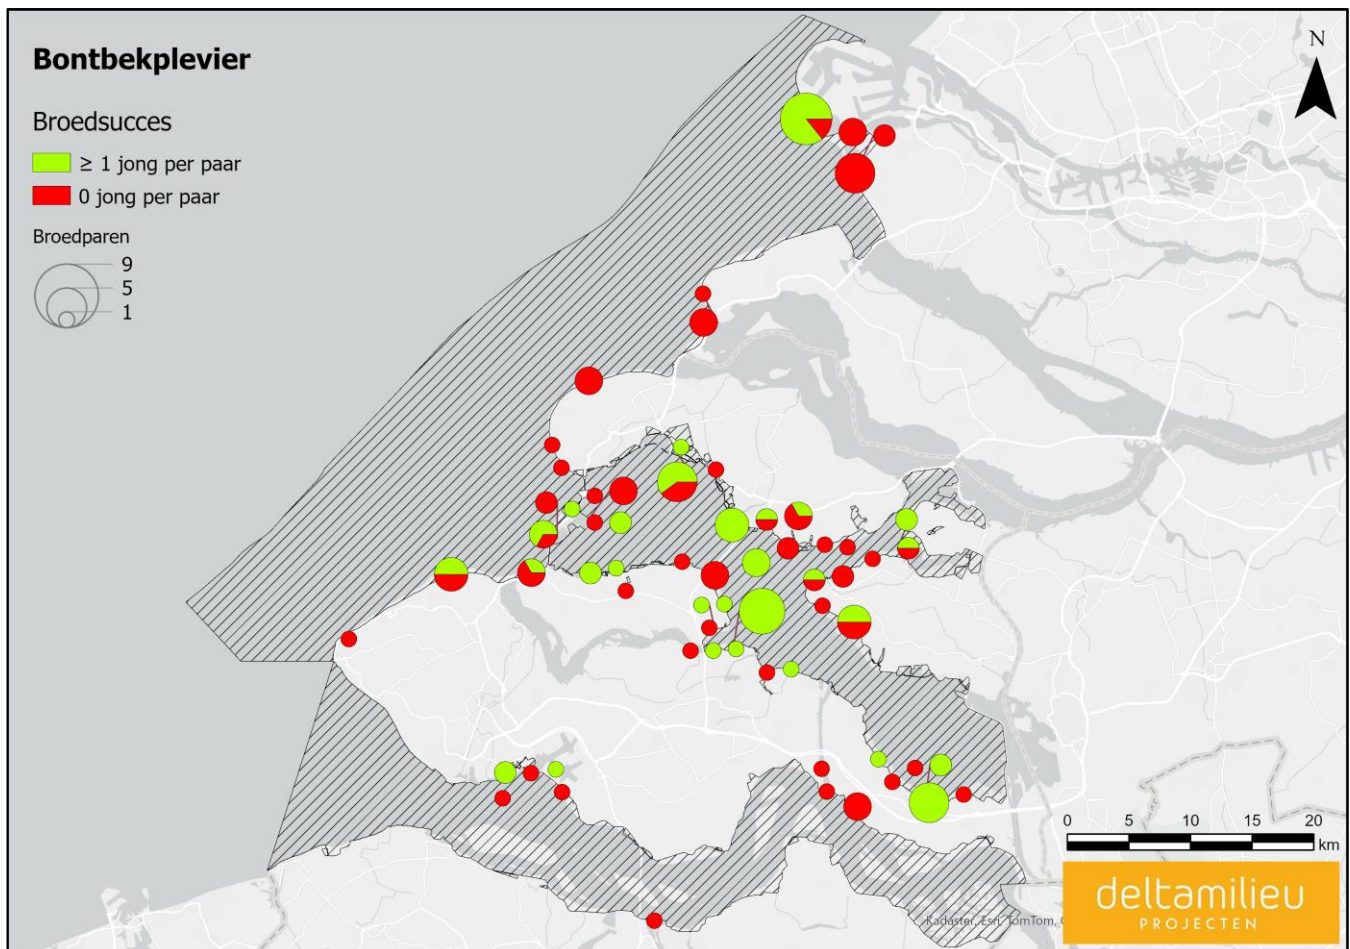 Bontbekplevier
Broedsucces
≥ 1 jong per paar
0 jong per paar
Broedparen
9
5
1
N
0 5 10 15 20
km
Kadaster, Esri, TomTom,
deltamilieu
PROJECTEN